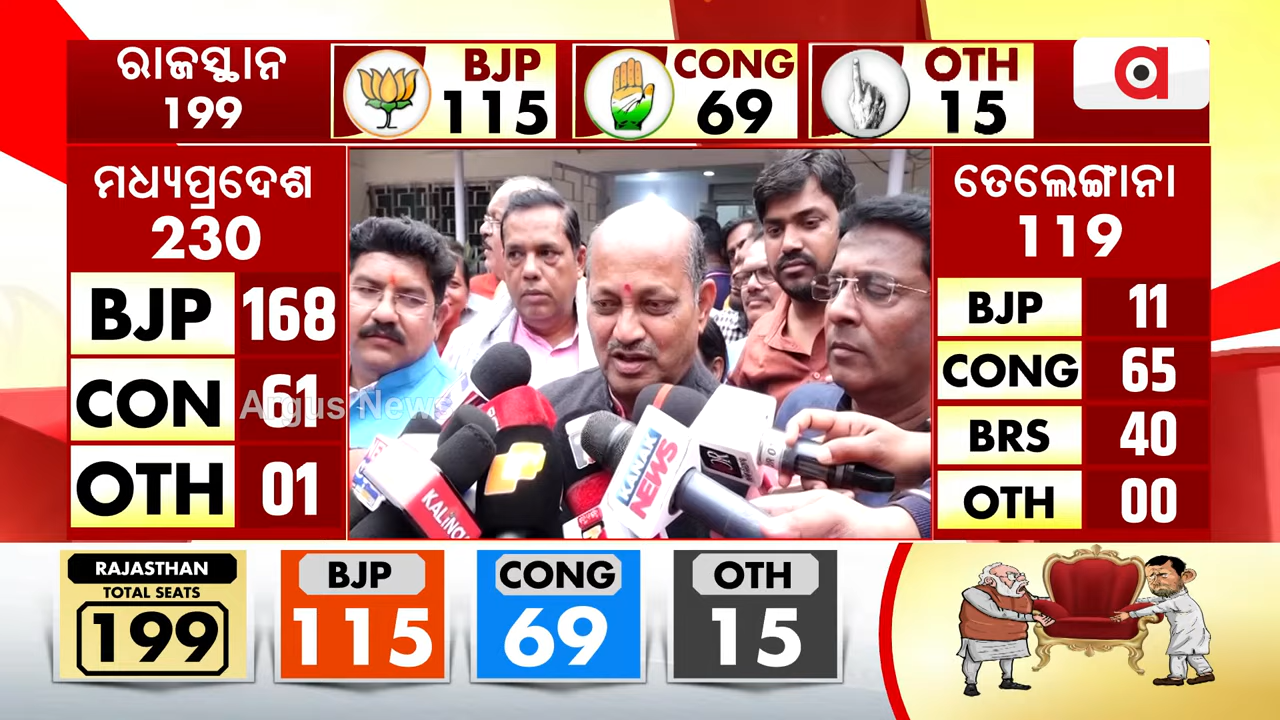 ରାଜସ୍ଥାନ
199
BJP
115
CONG
69
OTH
15
a
ମଧ୍ୟପ୍ରଦେଶ
230
BJP 168
CON 61
OTH 01
Argus News
ତେଲେଙ୍ଗାନା
119
BJP 11
CONG 65
BRS 40
OTH 00
KALINGA
KANAK
NEWS
RAJASTHAN
TOTAL SEATS
199
BJP
115
CONG
69
OTH
15